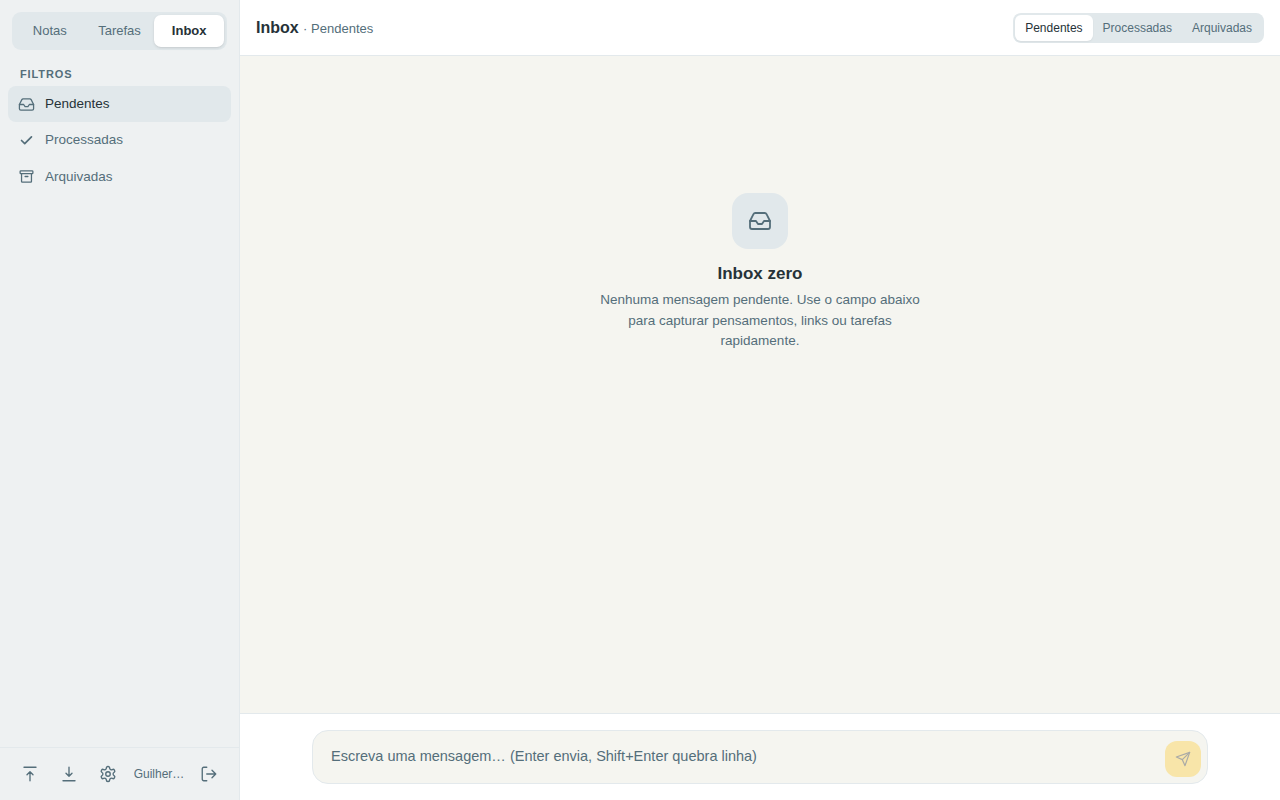 Notas
Tarefas
Inbox
FILTROS
Pendentes
Processadas
Arquivadas
Guilher…
Inbox · Pendentes
Pendentes
Processadas
Arquivadas
Inbox zero
Nenhuma mensagem pendente. Use o campo abaixo
para capturar pensamentos, links ou tarefas
rapidamente.
Escreva uma mensagem… (Enter envia, Shift+Enter quebra linha)